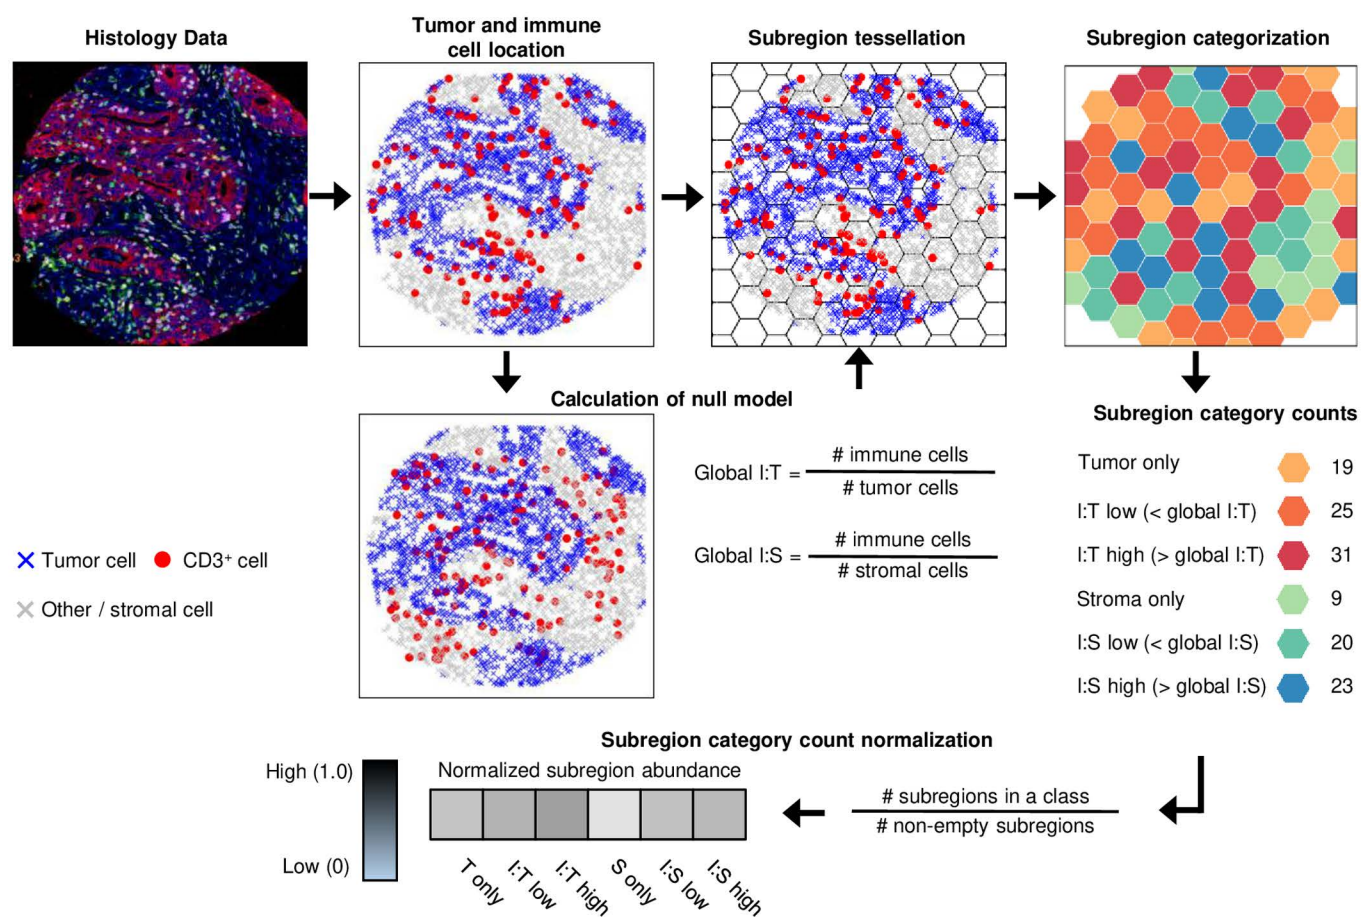 Histology Data
Tumor and immune
cell location
Subregion tessellation
Subregion categorization
3
Calculation of null model
Global I:T =
# immune cells
# tumor cells
Global I:S =
# immune cells
# stromal cells
Tumor cell
CD3⁺ cell
Other / stromal cell
Subregion category counts
Tumor only 19
I:T low (< global I:T) 25
I:T high (> global I:T) 31
Stroma only 9
I:S low (< global I:S) 20
I:S high (> global I:S) 23
Subregion category count normalization
High (1.0)
Low (0)
Normalized subregion abundance
T only
I:T low
I:T high
S only
I:S low
I:S high
# subregions in a class
# non-empty subregions